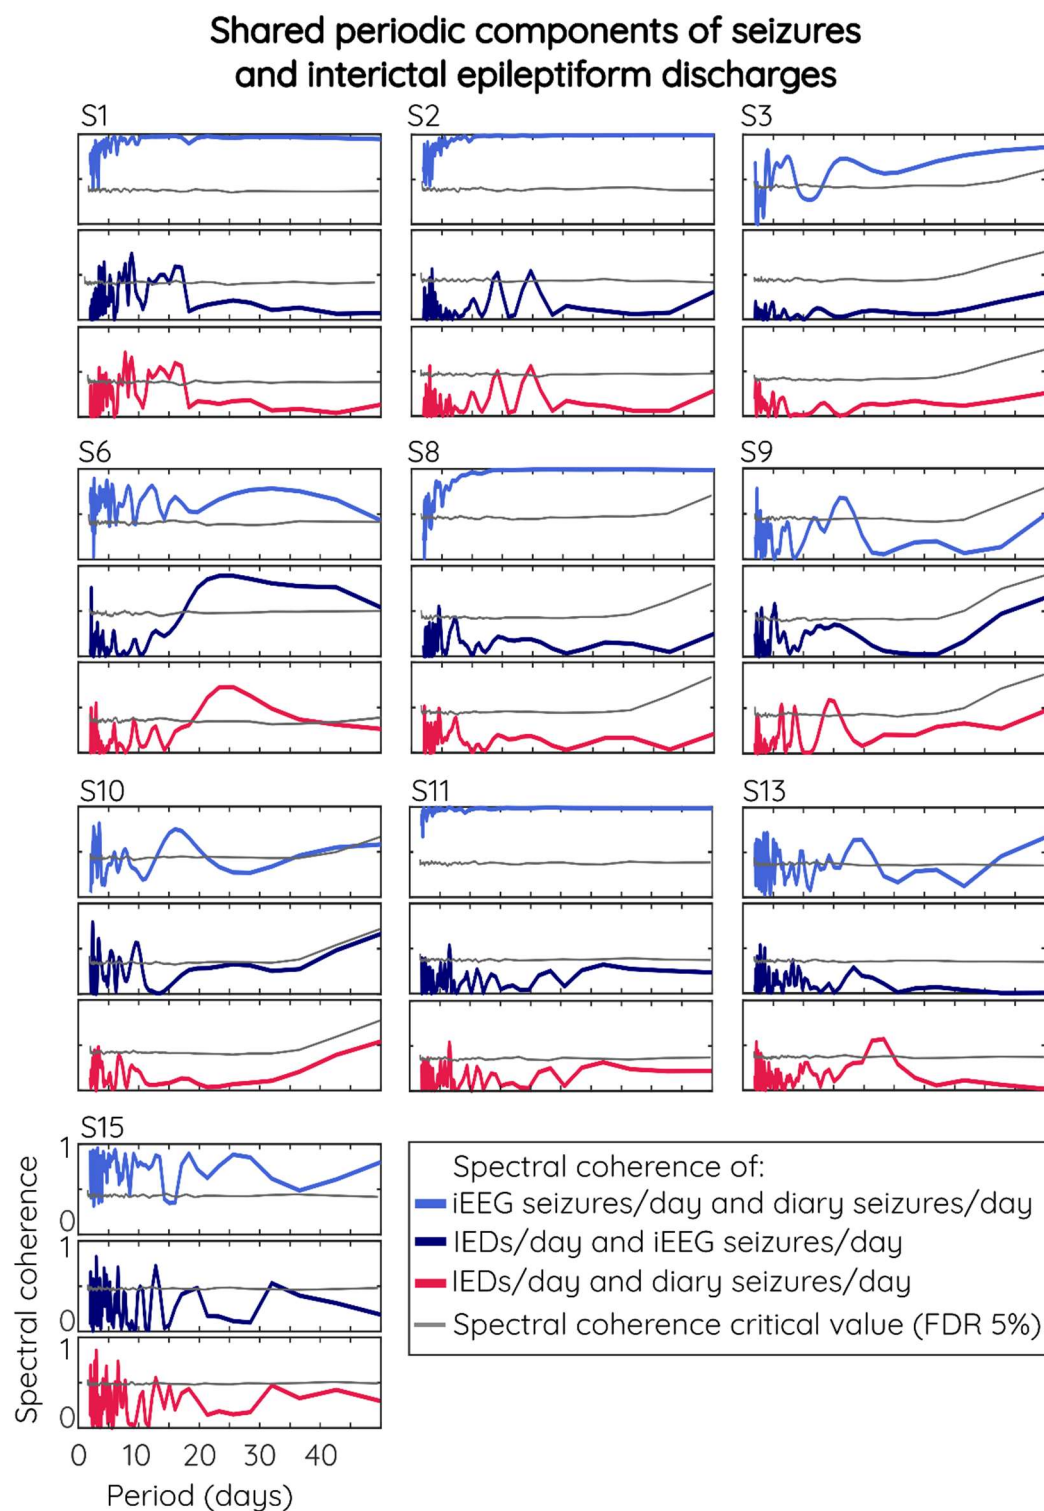 Shared periodic components of seizures
and interictal epileptiform discharges
S1
S2
S3
S6
S8
S9
S10
S11
S13
S15
1
0
1
0
1
0
Spectral coherence
0 10 20 30 40
Period (days)
Spectral coherence of:
iEEG seizures/day and diary seizures/day
IEDs/day and iEEG seizures/day
IEDs/day and diary seizures/day
Spectral coherence critical value (FDR 5%)